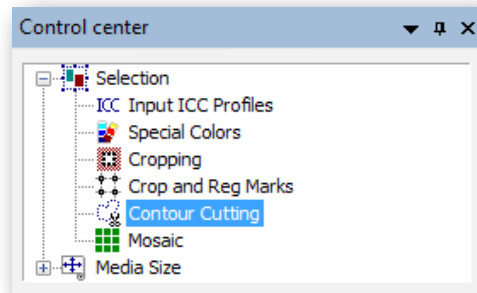 Control center
Selection
ICC Input ICC Profiles
Special Colors
Cropping
Crop and Reg Marks
Contour Cutting
Mosaic
Media Size